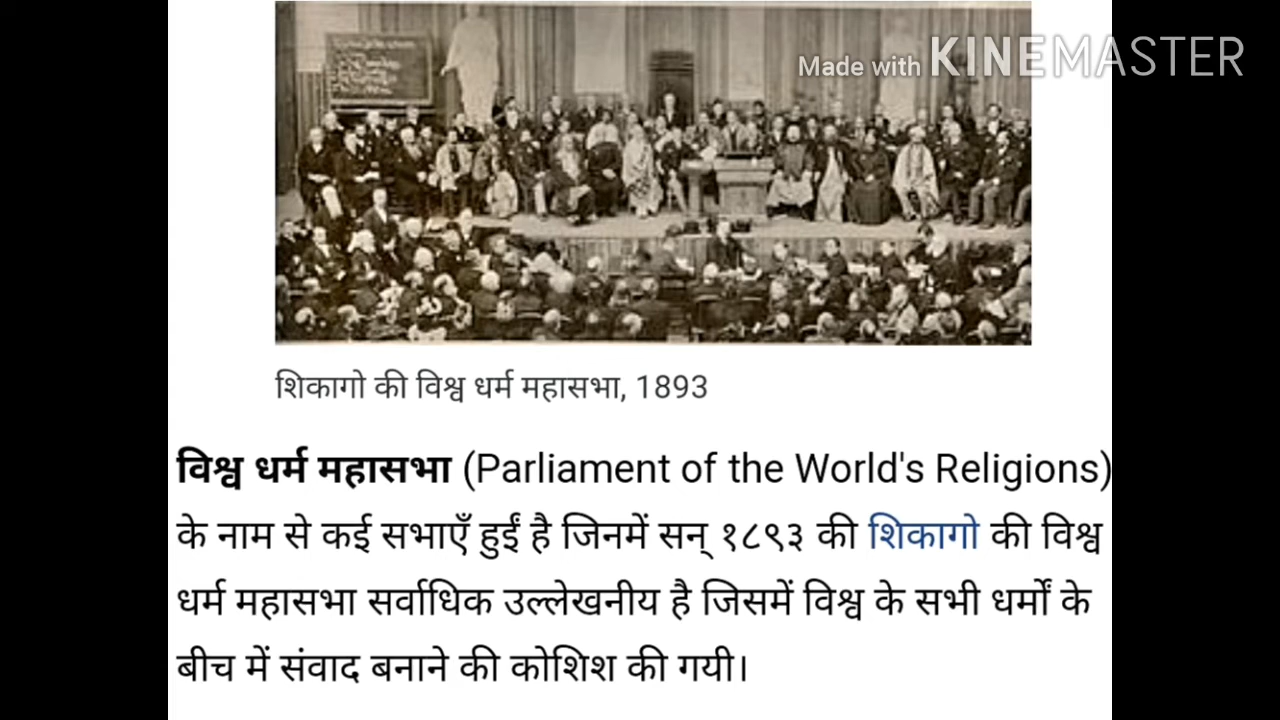 Made with KINEMASTER
शिकागो की विश्व धर्म महासभा, 1893
विश्व धर्म महासभा (Parliament of the World's Religions)
के नाम से कई सभाएँ हुईं है जिनमें सन् १८९३ की शिकागो की विश्व
धर्म महासभा सर्वाधिक उल्लेखनीय है जिसमें विश्व के सभी धर्मों के
बीच में संवाद बनाने की कोशिश की गयी।